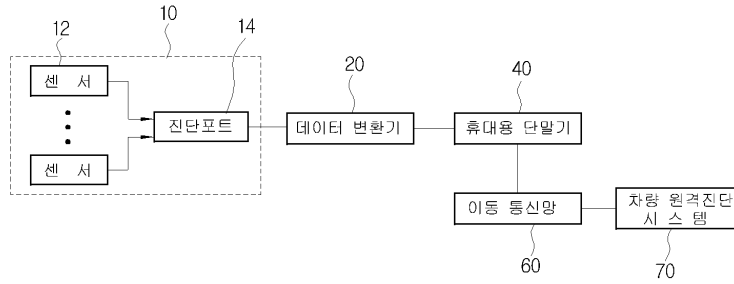 10
12
14
센 서
진단포트
센 서
20
데이터 변환기
40
휴대용 단말기
이동 통신망
60
차량 원격진단
시 스 템
70